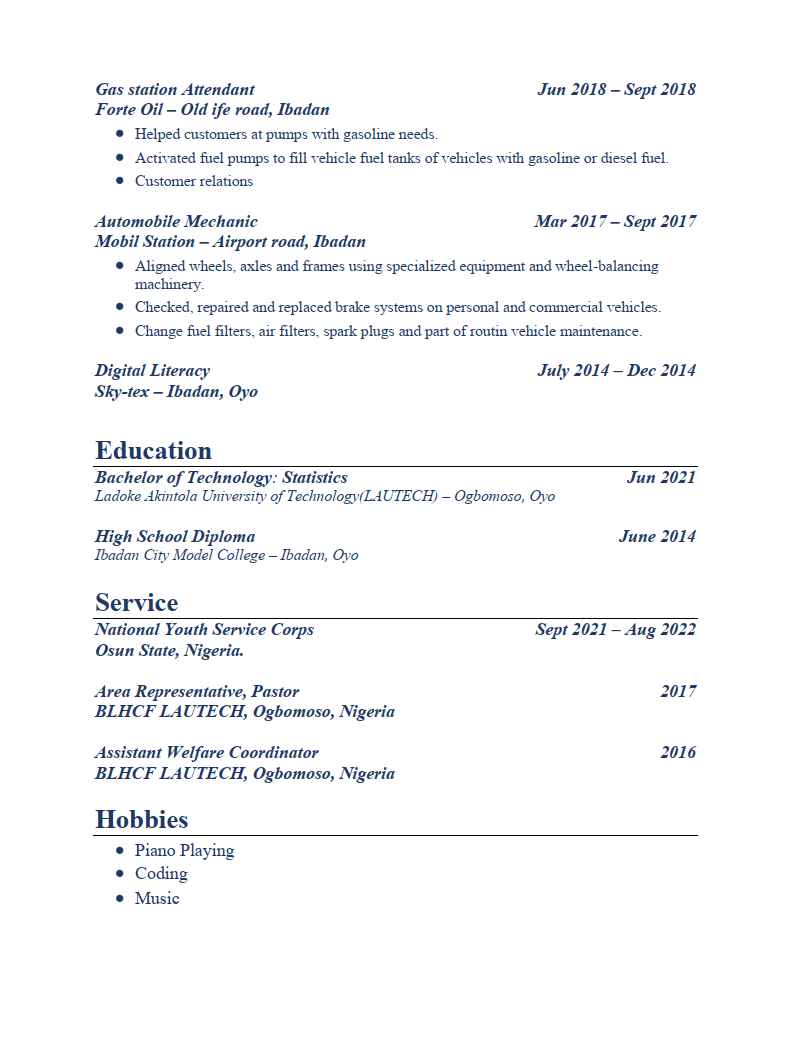 Gas station Attendant Jun 2018 – Sept 2018
Forte Oil – Old ife road, Ibadan
● Helped customers at pumps with gasoline needs.
● Activated fuel pumps to fill vehicle fuel tanks of vehicles with gasoline or diesel fuel.
● Customer relations
Automobile Mechanic Mar 2017 – Sept 2017
Mobil Station – Airport road, Ibadan
● Aligned wheels, axles and frames using specialized equipment and wheel-balancing
machinery.
● Checked, repaired and replaced brake systems on personal and commercial vehicles.
● Change fuel filters, air filters, spark plugs and part of routin vehicle maintenance.
Digital Literacy July 2014 – Dec 2014
Sky-tex – Ibadan, Oyo
Education
Bachelor of Technology: Statistics Jun 2021
Ladoke Akintola University of Technology(LAUTECH) – Ogbomoso, Oyo
High School Diploma June 2014
Ibadan City Model College – Ibadan, Oyo
Service
National Youth Service Corps Sept 2021 – Aug 2022
Osun State, Nigeria.
Area Representative, Pastor 2017
BLHCF LAUTECH, Ogbomoso, Nigeria
Assistant Welfare Coordinator 2016
BLHCF LAUTECH, Ogbomoso, Nigeria
Hobbies
● Piano Playing
● Coding
● Music